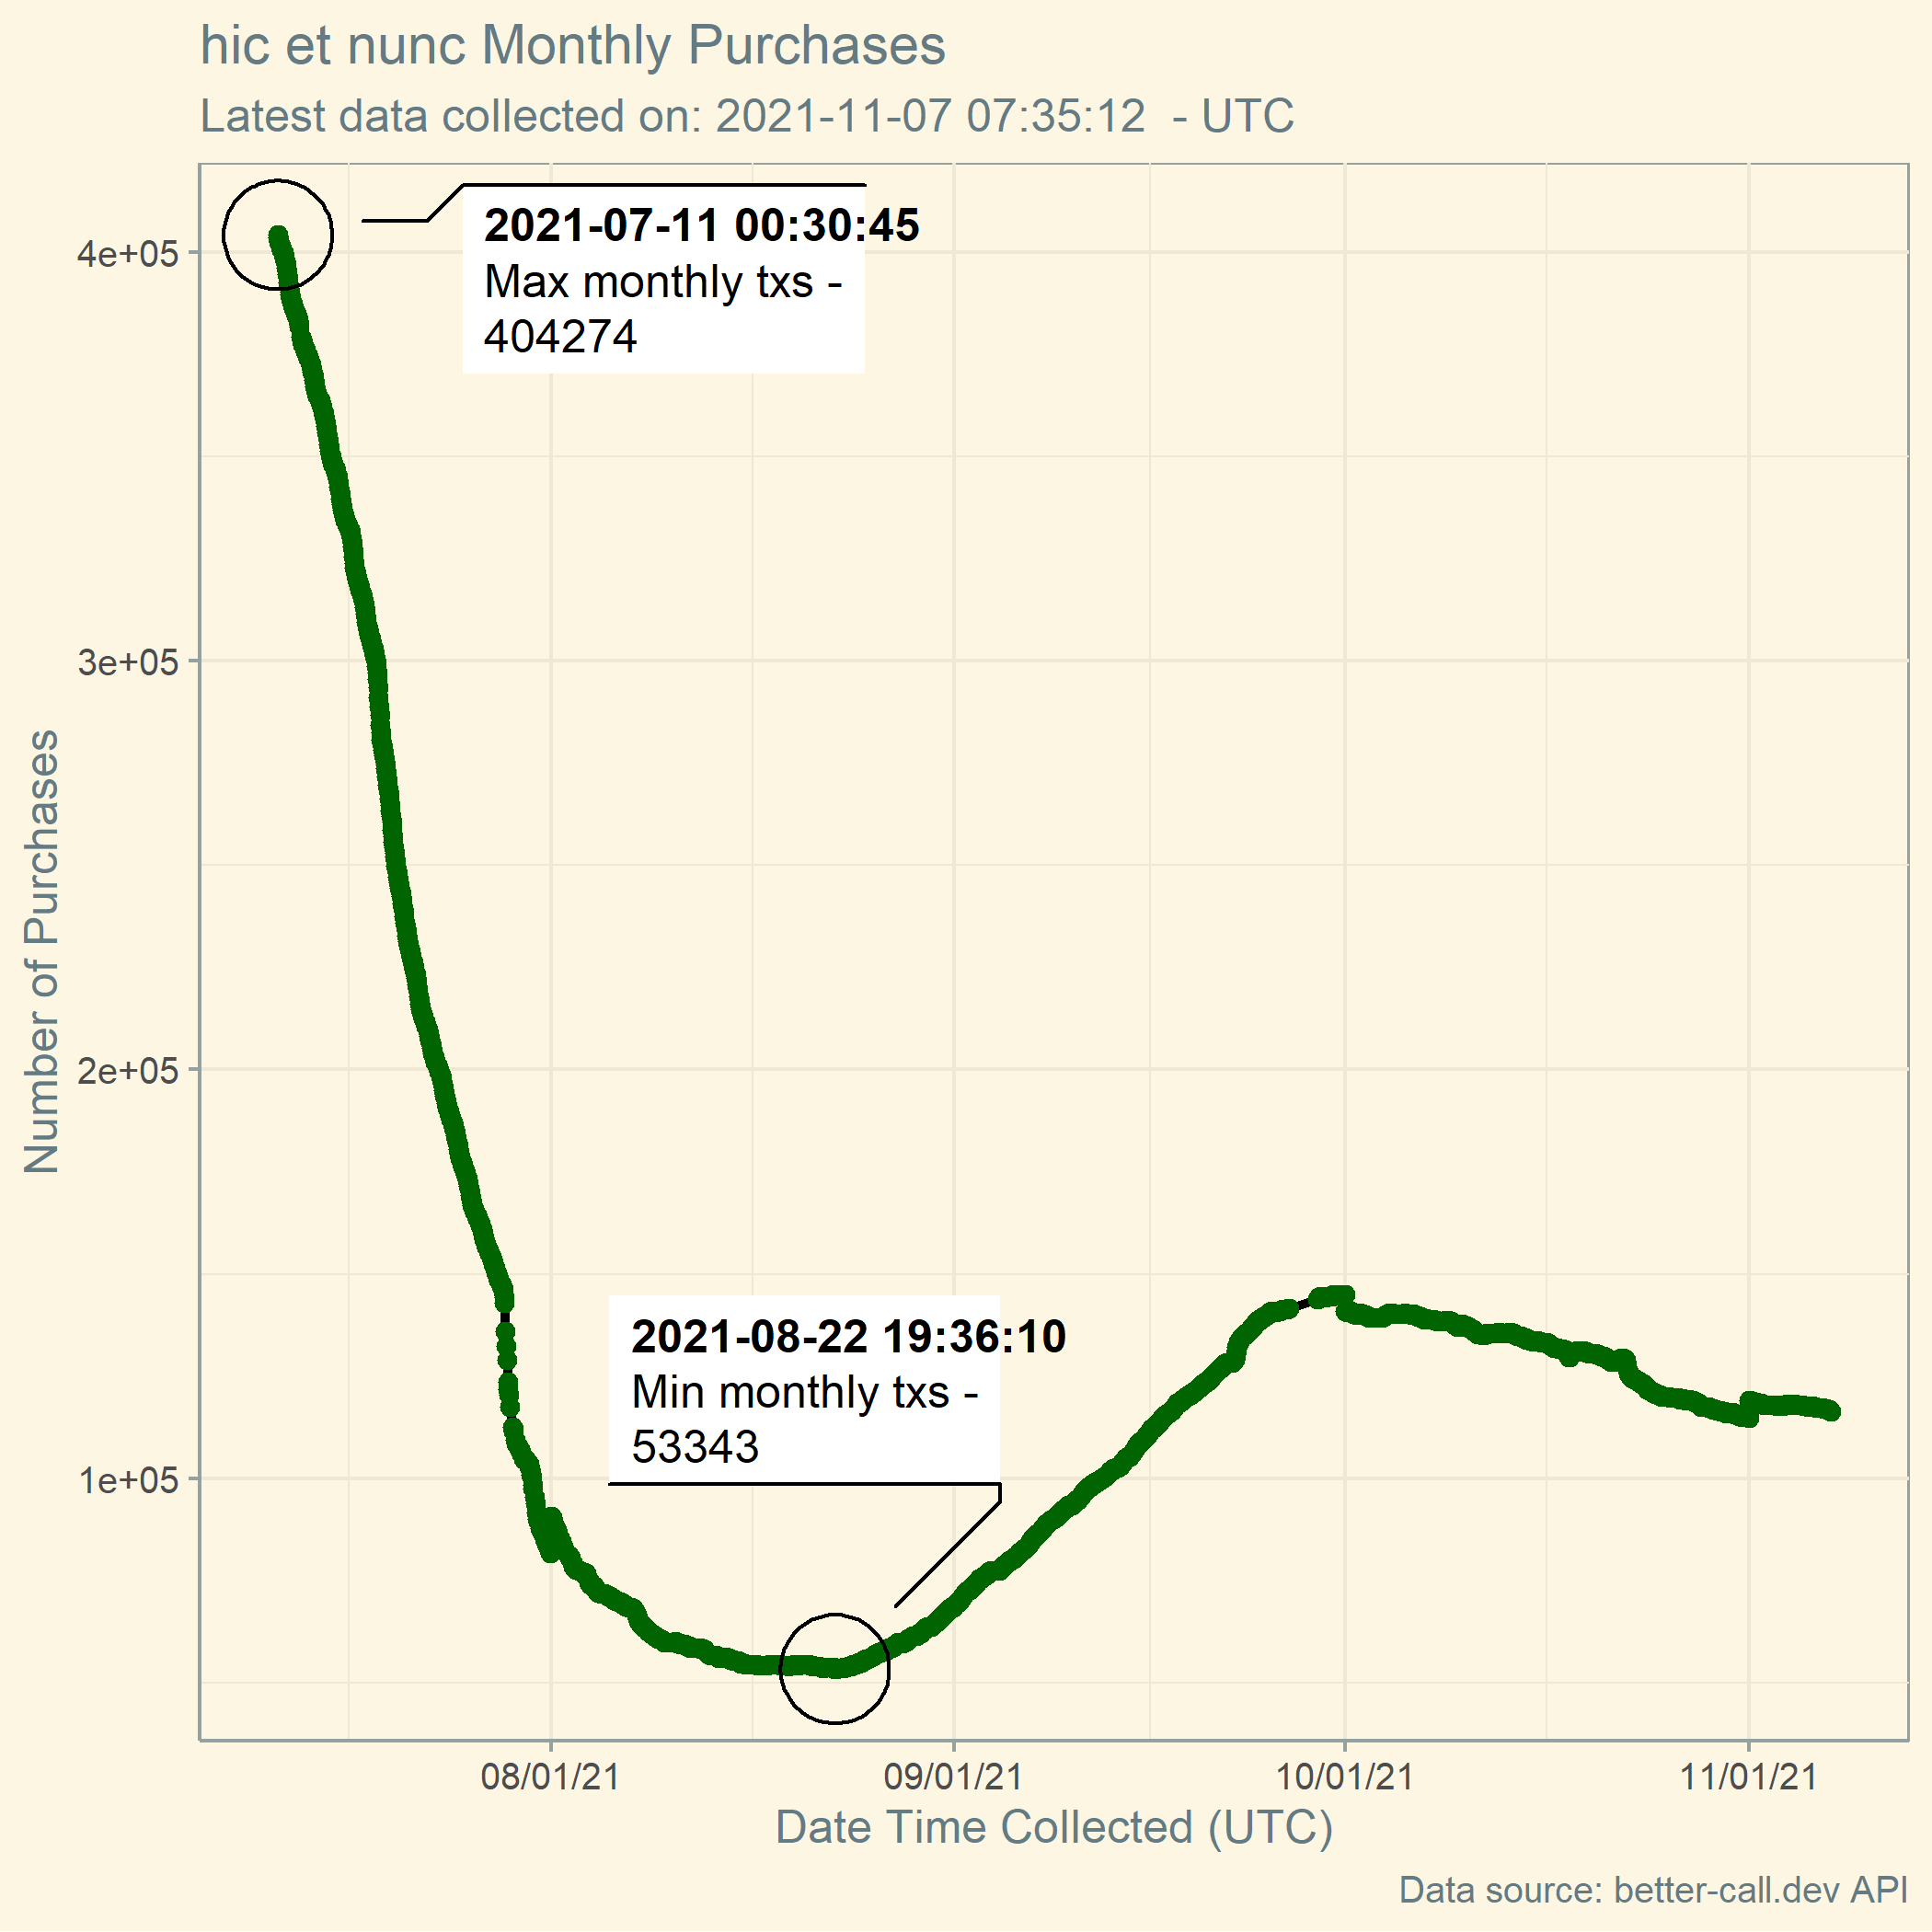 hic et nunc Monthly Purchases
Latest data collected on: 2021-11-07 07:35:12  - UTC
2021-07-11 00:30:45
Max monthly txs -
404274
4e+05
3e+05
2e+05
1e+05
Number of Purchases
2021-08-22 19:36:10
Min monthly txs -
53343
08/01/21
09/01/21
10/01/21
11/01/21
Date Time Collected (UTC)
Data source: better-call.dev API